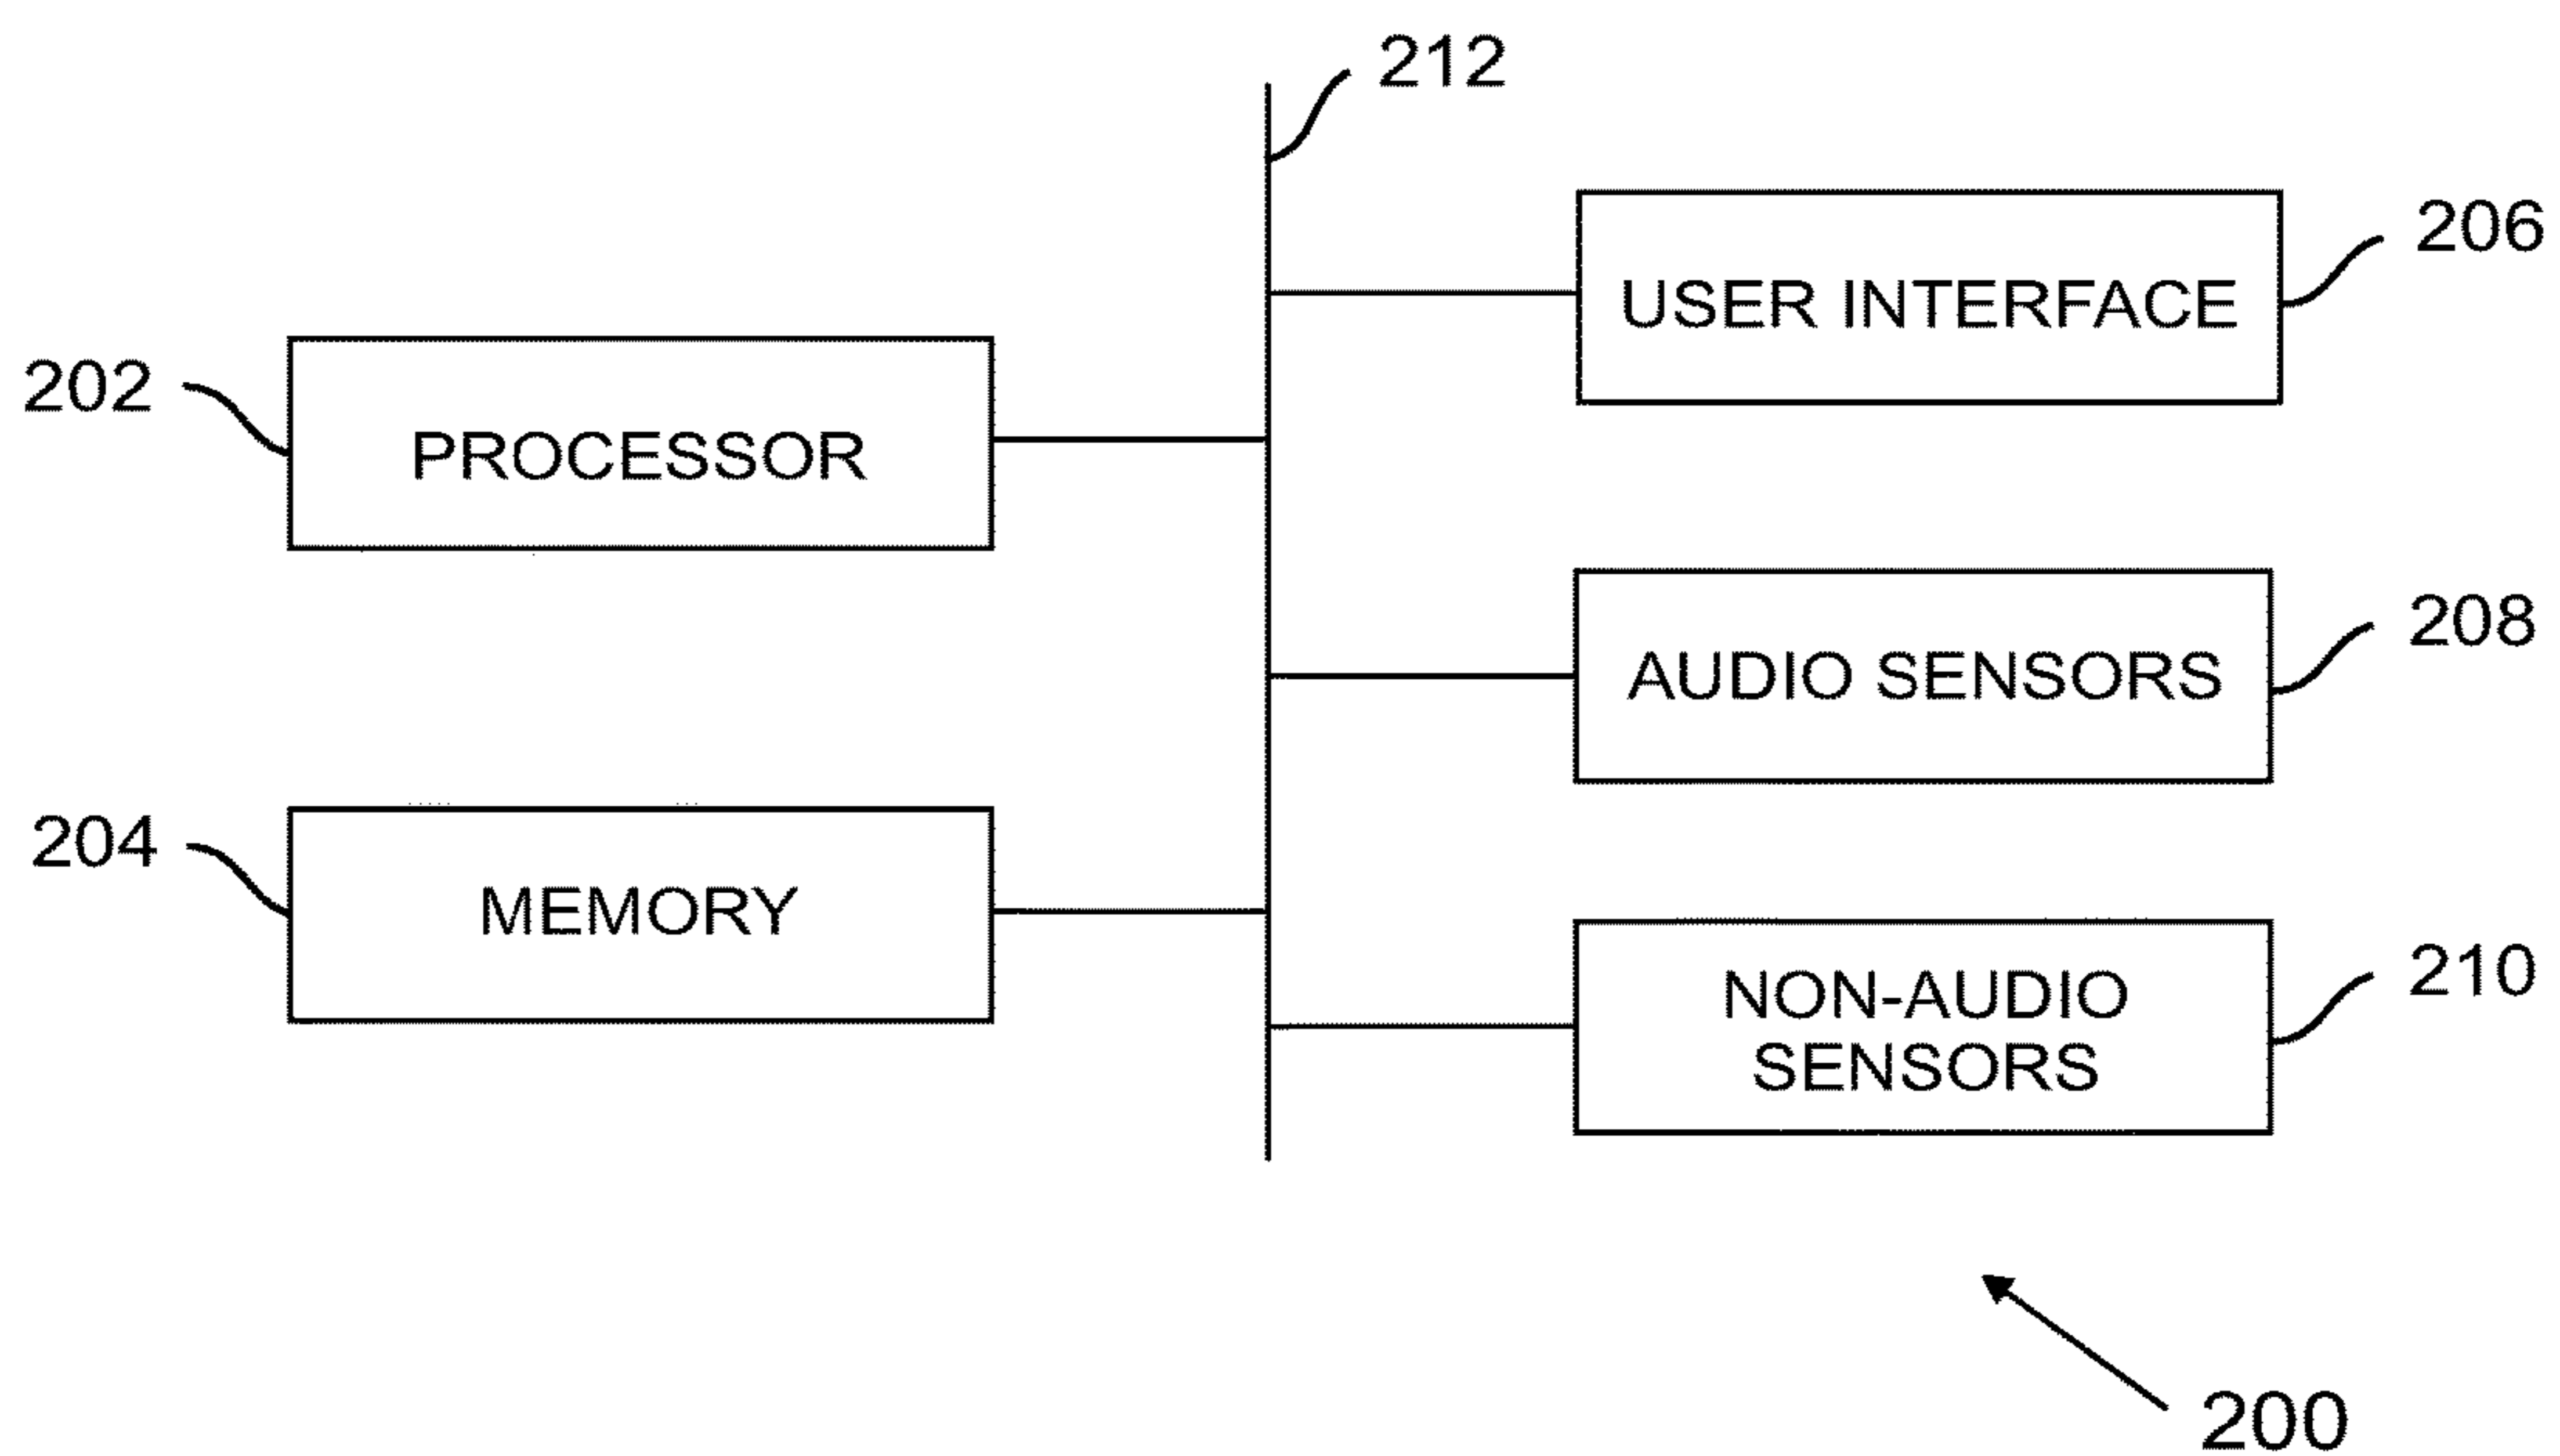 212
206
USER INTERFACE
202
PROCESSOR
208
AUDIO SENSORS
204
MEMORY
210
NON-AUDIO
SENSORS
200